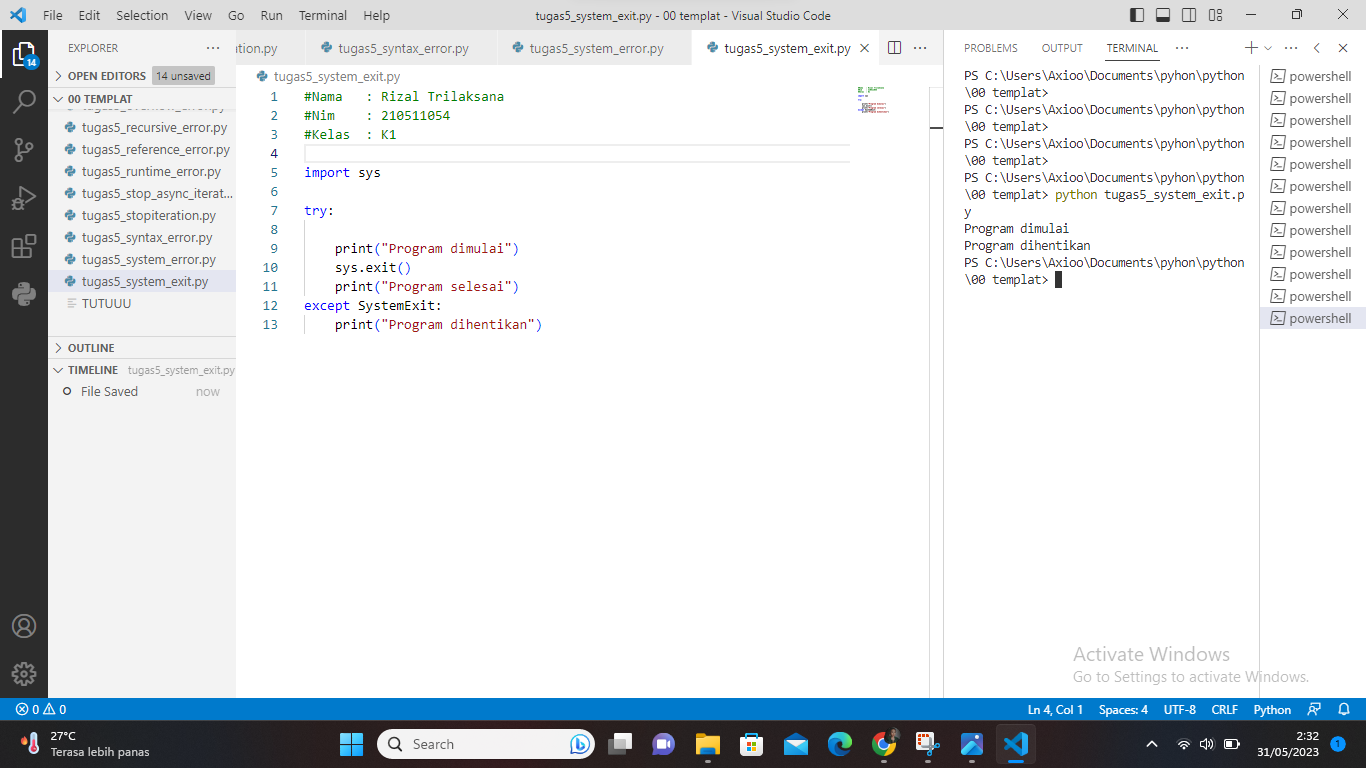 File Edit Selection View Go Run Terminal Help
tugas5_system_exit.py - 00 templat - Visual Studio Code
14
EXPLORER
OPEN EDITORS 14 unsaved
00 TEMPLAT
tugas5_recursive_error.py
tugas5_reference_error.py
tugas5_runtime_error.py
tugas5_stop_async_iterat...
tugas5_stopiteration.py
tugas5_syntax_error.py
tugas5_system_error.py
tugas5_system_exit.py
TUTUUU
OUTLINE
TIMELINE tugas5_system_exit.py
File Saved now
ation.py tugas5_syntax_error.py tugas5_system_error.py tugas5_system_exit.py
tugas5_system_exit.py
1 #Nama : Rizal Trilaksana
2 #Nim : 210511054
3 #Kelas : K1
4
5 import sys
6
7 try:
8
9 print("Program dimulai")
10 sys.exit()
11 print("Program selesai")
12 except SystemExit:
13 print("Program dihentikan")
PROBLEMS OUTPUT TERMINAL
PS C:\Users\Axioo\Documents\pyhon\python
\00 templat>
PS C:\Users\Axioo\Documents\pyhon\python
\00 templat>
PS C:\Users\Axioo\Documents\pyhon\python
\00 templat>
PS C:\Users\Axioo\Documents\pyhon\python
\00 templat> python tugas5_system_exit.p
y
Program dimulai
Program dihentikan
PS C:\Users\Axioo\Documents\pyhon\python
\00 templat>
powershell
powershell
powershell
powershell
powershell
powershell
powershell
powershell
powershell
powershell
powershell
powershell
Activate Windows
Go to Settings to activate Windows.
0 0
Ln 4, Col 1 Spaces: 4 UTF-8 CRLF Python
27°C
Terasa lebih panas
Search
2:32
31/05/2023
1